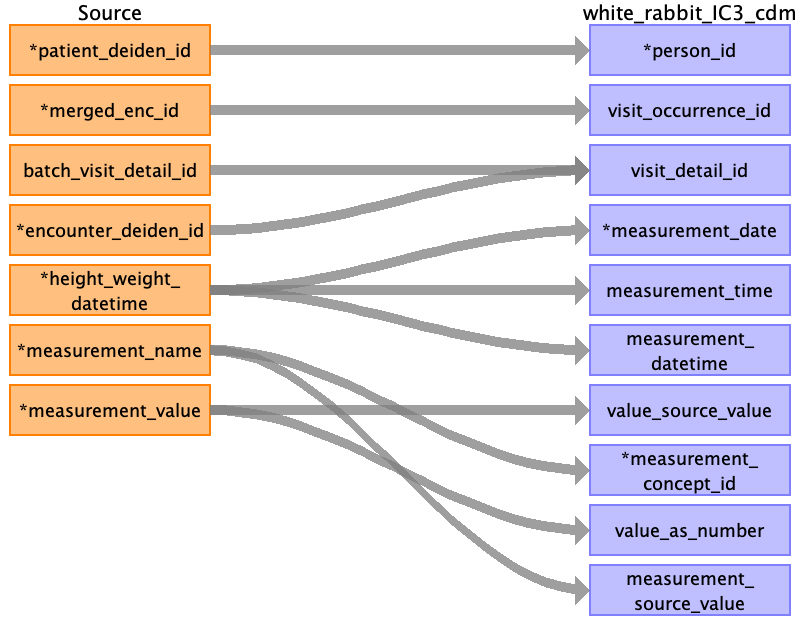 Source
white_rabbit_IC3_cdm
*patient_deiden_id
*person_id
*merged_enc_id
visit_occurrence_id
batch_visit_detail_id
visit_detail_id
*encounter_deiden_id
*measurement_date
*height_weight_
datetime
measurement_time
*measurement_name
measurement_
datetime
*measurement_value
value_source_value
*measurement_
concept_id
value_as_number
measurement_
source_value